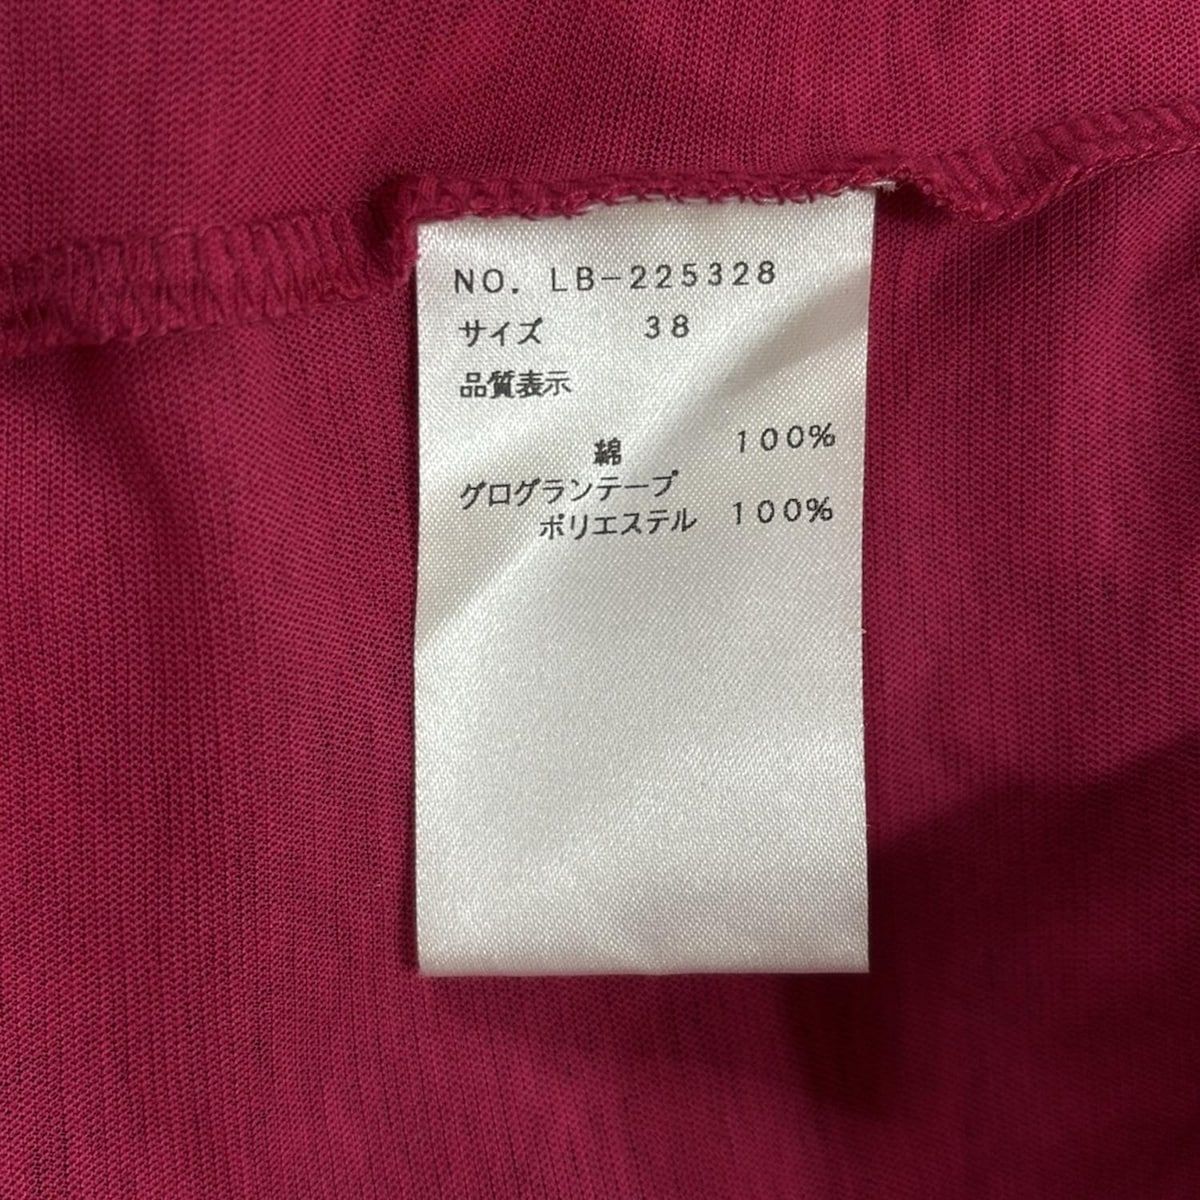 NO. LB-225328
サイズ 38
品質表示
綿 100%
グログランテープ
ポリエステル 100%